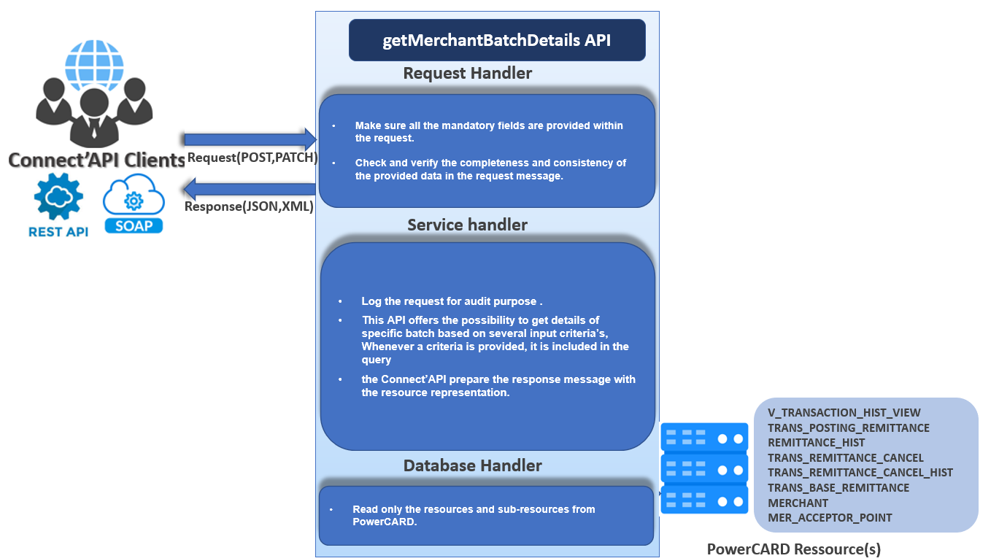 getMerchantBatchDetails API
Request Handler
• Make sure all the mandatory fields are provided within
the request.
• Check and verify the completeness and consistency of
the provided data in the request message.
Connect'API Clients
Request(POST,PATCH)
Response(JSON,XML)
REST API
SOAP
Service handler
• Log the request for audit purpose .
• This API offers the possibility to get details of
specific batch based on several input criteria's,
Whenever a criteria is provided, it is included in the
query
• the Connect'API prepare the response message with
the resource representation.
Database Handler
• Read only the resources and sub-resources from
PowerCARD.
V_TRANSACTION_HIST_VIEW
TRANS_POSTING_REMITTANCE
REMITTANCE_HIST
TRANS_REMITTANCE_CANCEL
TRANS_REMITTANCE_CANCEL_HIST
TRANS_BASE_REMITTANCE
MERCHANT
MER_ACCEPTOR_POINT
PowerCARD Ressource(s)